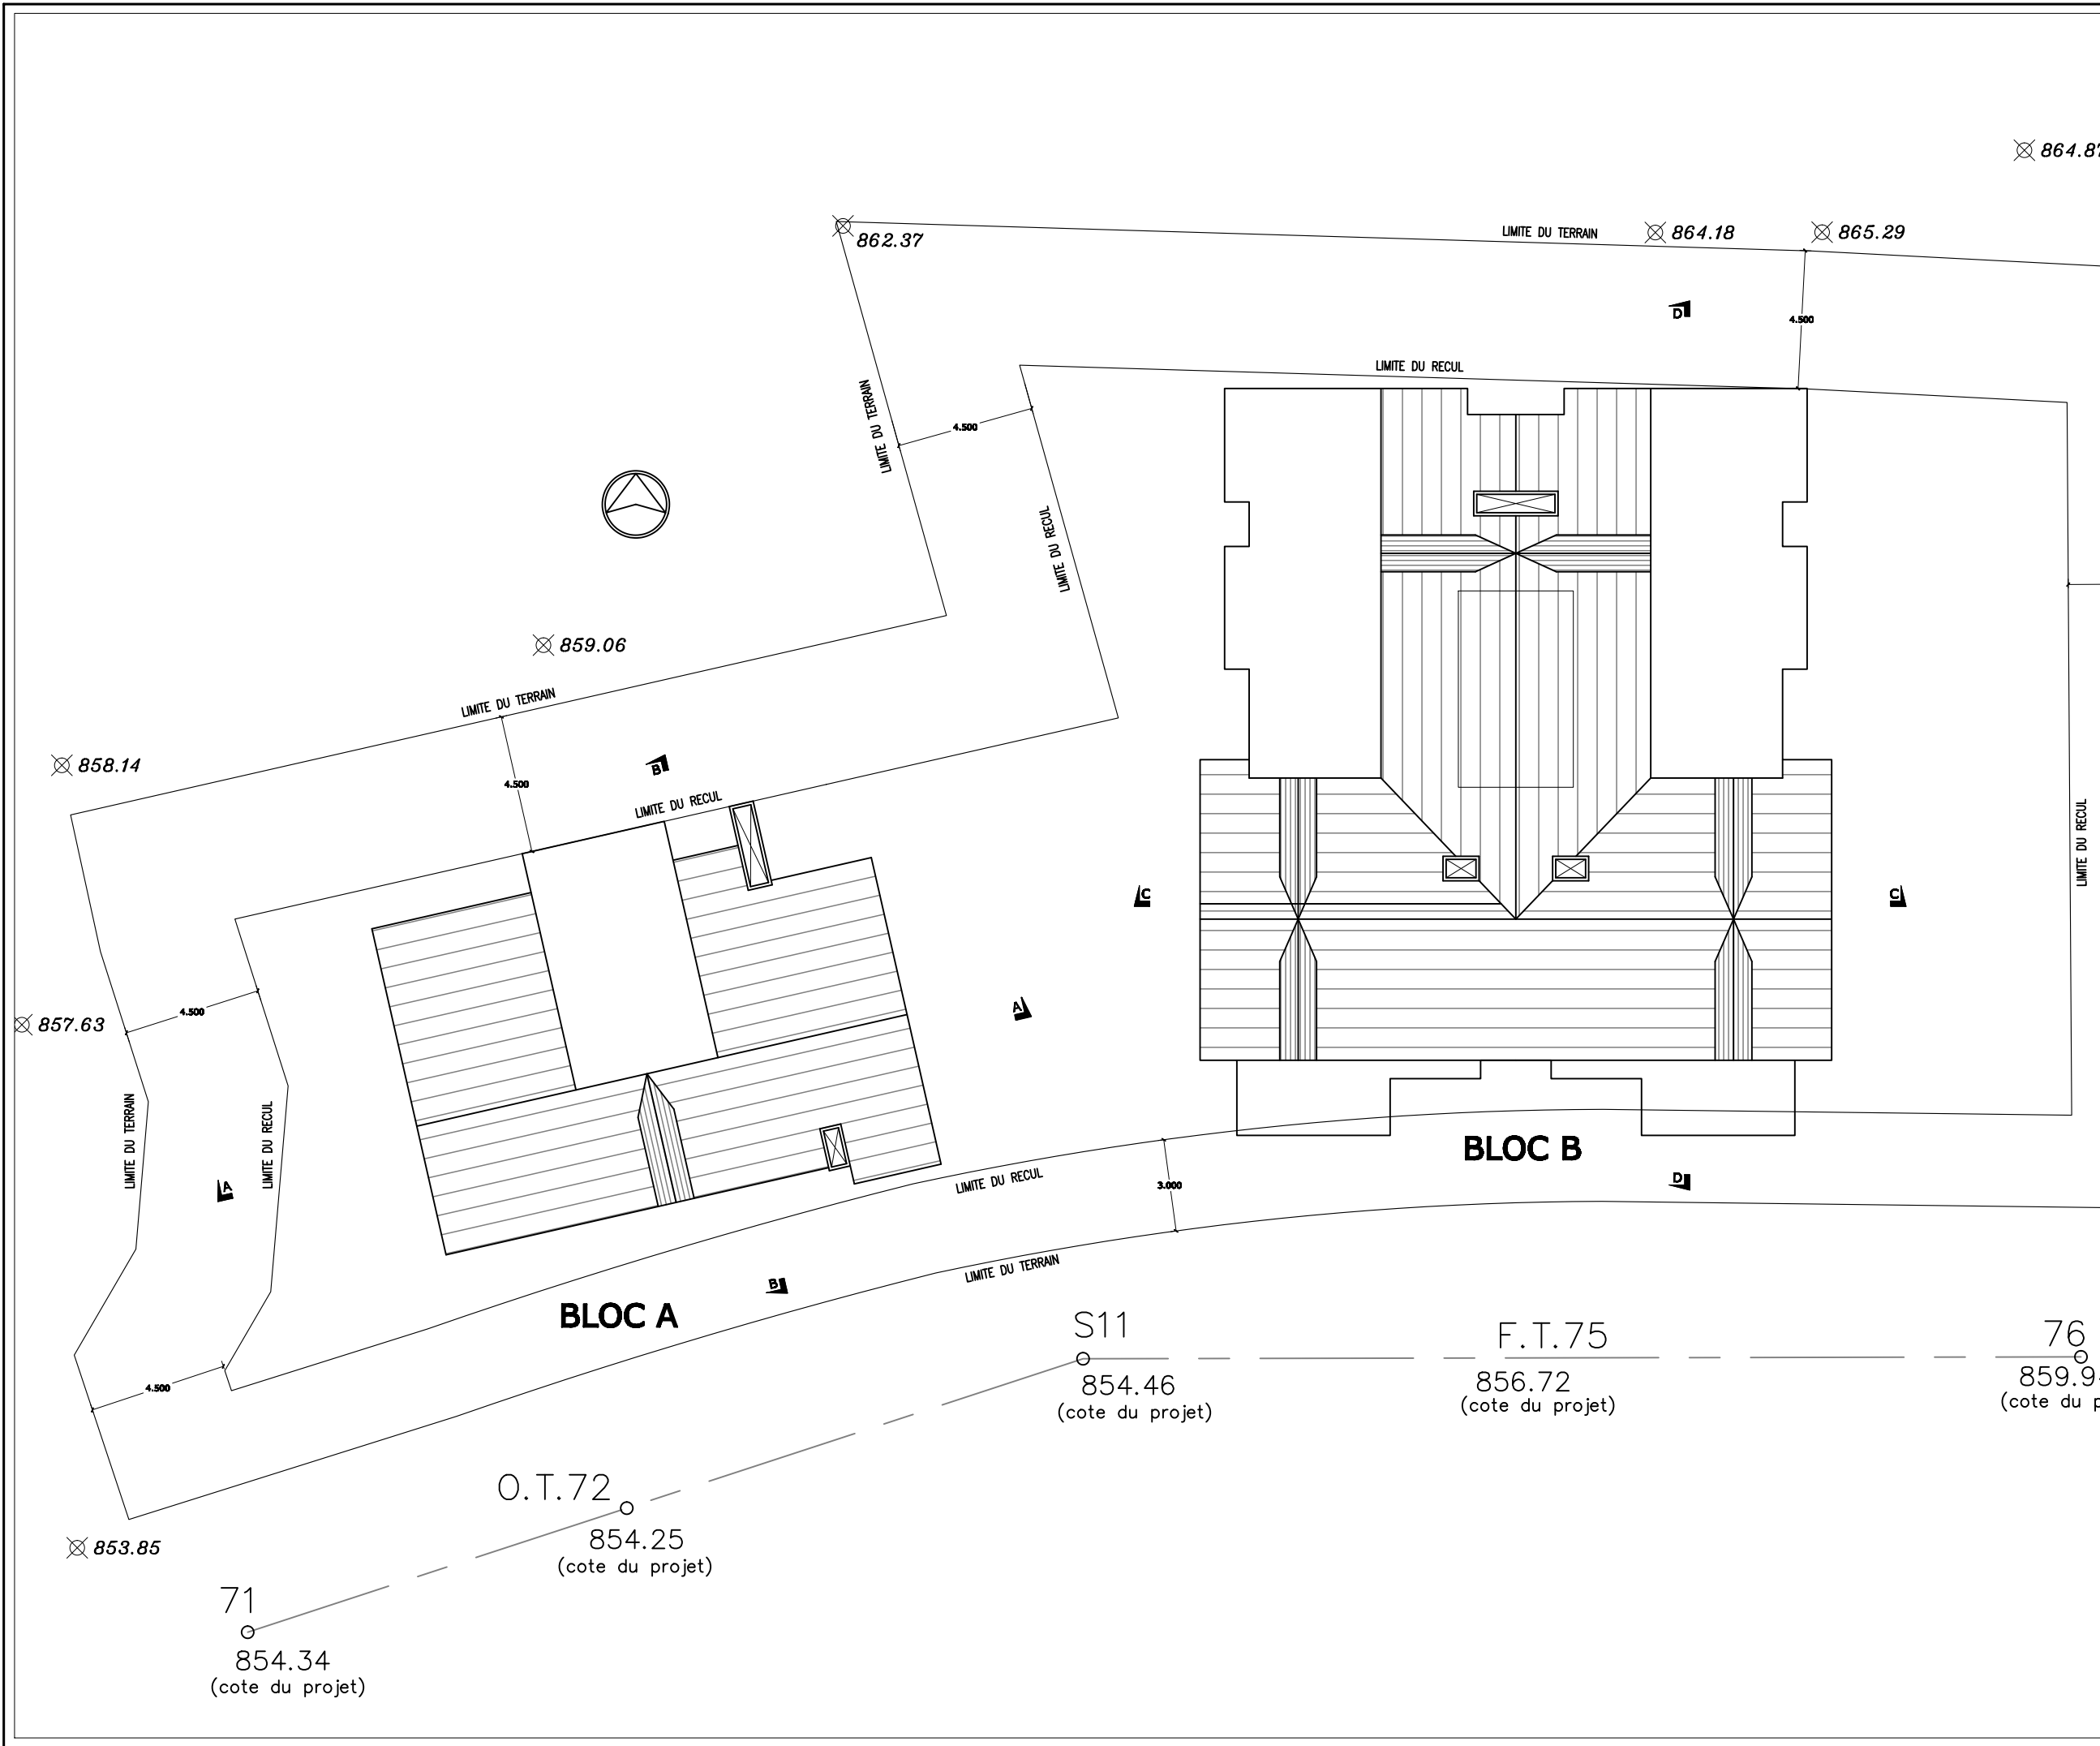 864.87
862.37
LIMITE DU TERRAIN
864.18
865.29
D
4.500
LIMITE DU RECUL
LIMITE DU TERRAIN
4.500
LIMITE DU RECUL
859.06
LIMITE DU TERRAIN
858.14
B
4.500
LIMITE DU RECUL
LIMITE DU RECUL
C
C
857.63
4.500
A
LIMITE DU TERRAIN
LIMITE DU RECUL
A
LIMITE DU RECUL
3.000
BLOC B
D
LIMITE DU TERRAIN
B
BLOC A
S11
F.T.75
76
854.46
(cote du projet)
856.72
(cote du projet)
859.9
(cote du p
4.500
O.T.72
854.25
(cote du projet)
853.85
71
854.34
(cote du projet)